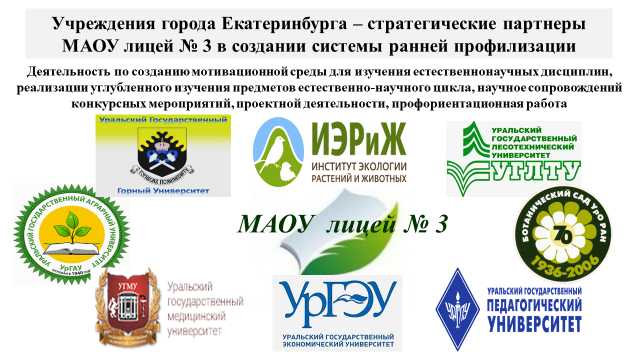 Учреждения города Екатеринбурга – стратегические партнеры
МАОУ лицей № 3 в создании системы ранней профилизации
Деятельность по созданию мотивационной среды для изучения естественнонаучных дисциплин,
реализации углубленного изучения предметов естественно-научного цикла, научное сопровождений
конкурсных мероприятий, проектной деятельности, профориентационная работа
Уральский Государственный
Горный Университет
ИЭРиЖ
ИНСТИТУТ ЭКОЛОГИИ
РАСТЕНИЙ И ЖИВОТНЫХ
УРАЛЬСКИЙ
ГОСУДАРСТВЕННЫЙ
ЛЕСОТЕХНИЧЕСКИЙ
УНИВЕРСИТЕТ
УГЛТУ
УРАЛЬСКИЙ ГОСУДАРСТВЕННЫЙ АГРАРНЫЙ УНИВЕРСИТЕТ
УрГАУ
МАОУ лицей № 3
БОТАНИЧЕСКИЙ САД УрО РАН
70
1936-2006
УГМУ
Уральский
государственный
медицинский
университет
УрГЭУ
УРАЛЬСКИЙ ГОСУДАРСТВЕННЫЙ
ЭКОНОМИЧЕСКИЙ УНИВЕРСИТЕТ
УРАЛЬСКИЙ ГОСУДАРСТВЕННЫЙ
ПЕДАГОГИЧЕСКИЙ
УНИВЕРСИТЕТ